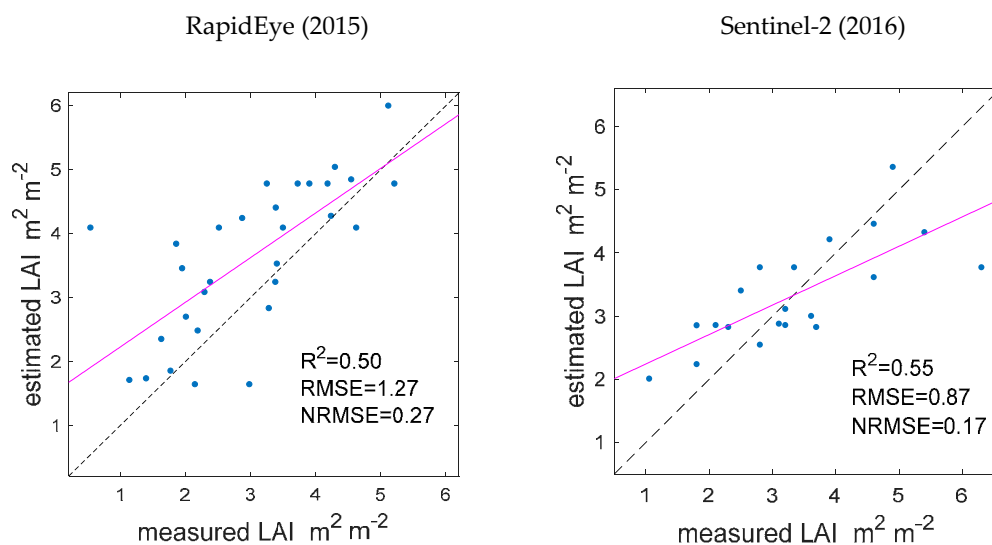 RapidEye (2015)
estimated LAI m² m⁻²
6
5
4
3
2
1
R²=0.50
RMSE=1.27
NRMSE=0.27
1 2 3 4 5 6
measured LAI m² m⁻²
Sentinel-2 (2016)
estimated LAI m² m⁻²
6
5
4
3
2
1
R²=0.55
RMSE=0.87
NRMSE=0.17
1 2 3 4 5 6
measured LAI m² m⁻²